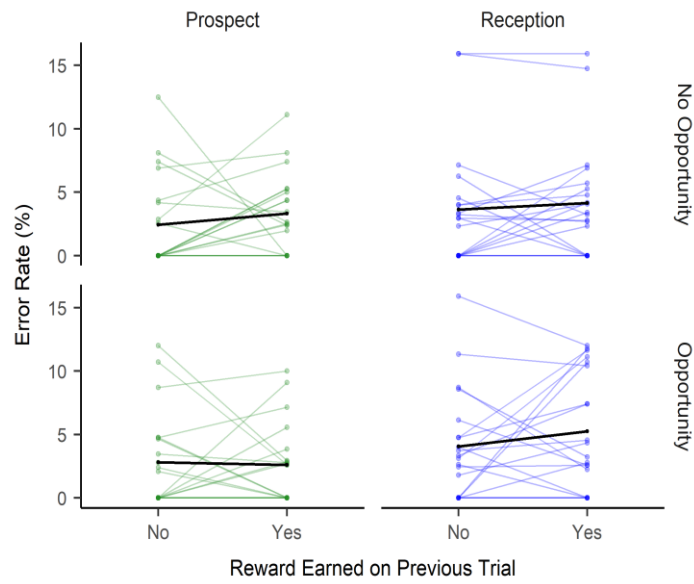 Prospect
Reception
15
10
5
0
No Opportunity
Error Rate (%)
15
10
5
0
Opportunity
No
Yes
No
Yes
Reward Earned on Previous Trial